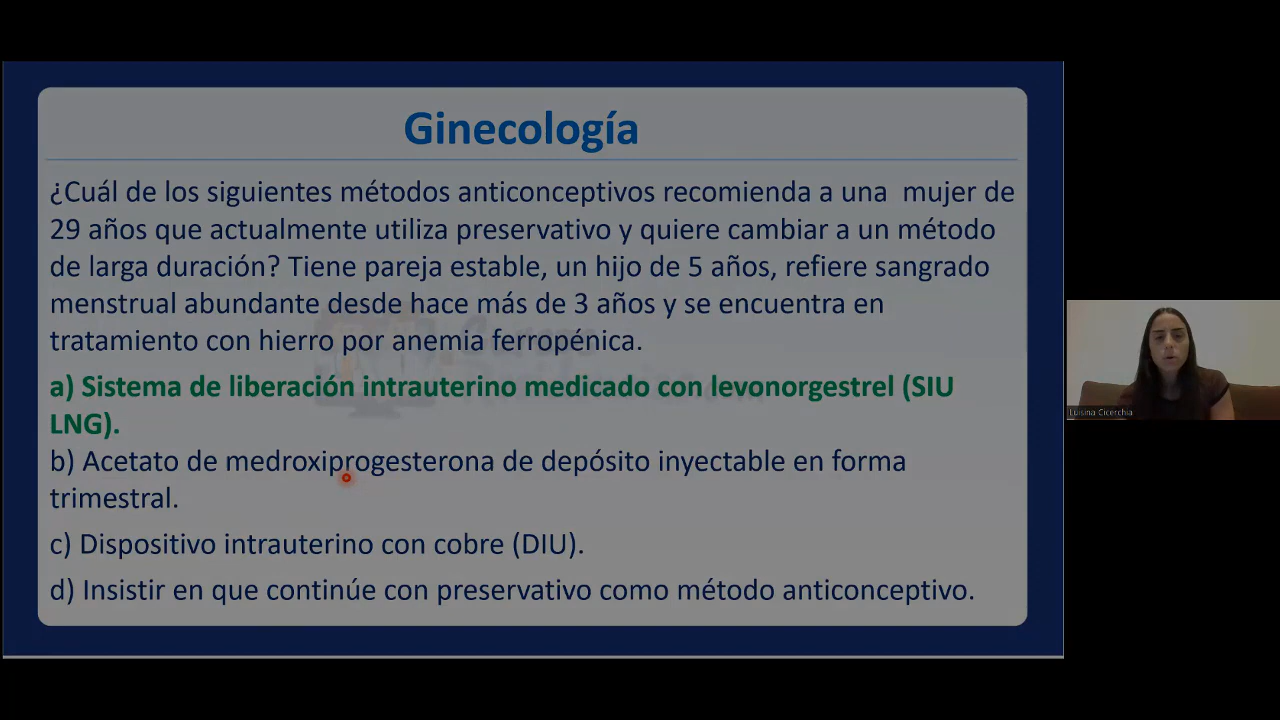 Ginecología
¿Cuál de los siguientes métodos anticonceptivos recomienda a una mujer de
29 años que actualmente utiliza preservativo y quiere cambiar a un método
de larga duración? Tiene pareja estable, un hijo de 5 años, refiere sangrado
menstrual abundante desde hace más de 3 años y se encuentra en
tratamiento con hierro por anemia ferropénica.
a) Sistema de liberación intrauterino medicado con levonorgestrel (SIU
LNG).
b) Acetato de medroxiprogesterona de depósito inyectable en forma
trimestral.
c) Dispositivo intrauterino con cobre (DIU).
d) Insistir en que continúe con preservativo como método anticonceptivo.
Luisina Cicerchia